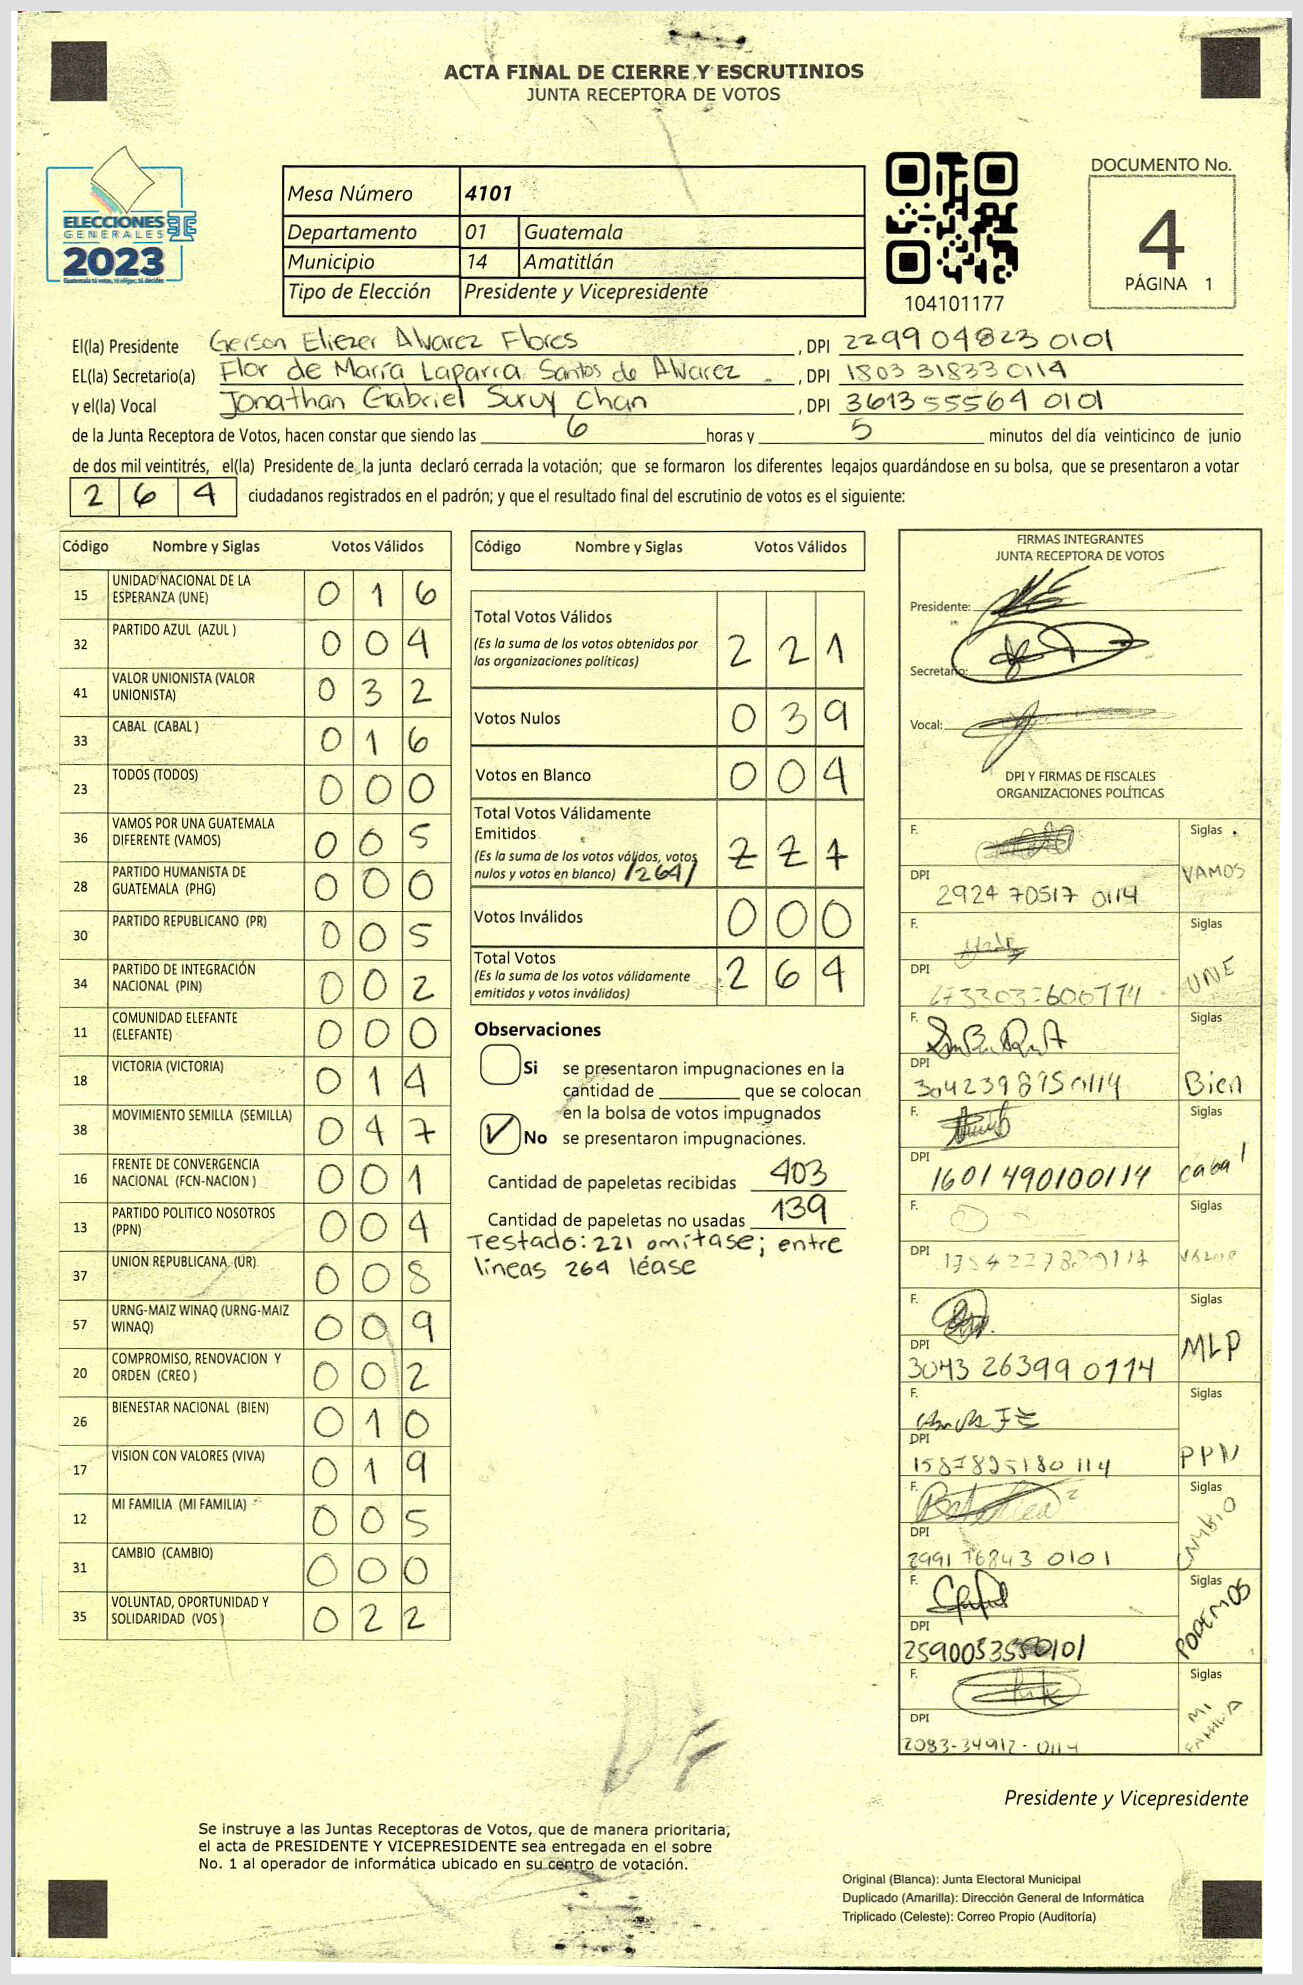 ACTA FINAL DE CIERRE Y ESCRUTINIOS
JUNTA RECEPTORA DE VOTOS
ELECCIONES
GENERALES
2023
Mesa Número 4101
Departamento 01 Guatemala
Municipio 14 Amatitlán
Tipo de Elección Presidente y Vicepresidente
104101177
DOCUMENTO No.
4
PÁGINA 1
El(la) Presidente Gerson Eliezer Alvarez Flores, DPI 2299 04823 0101
EL(la) Secretario(a) Flor de María Laparra Santos de Alvarez, DPI 1803 31833 0114
y el(la) Vocal Jonathan Gabriel Suruy Chan, DPI 3613 55564 0101
de la Junta Receptora de Votos, hacen constar que siendo las 6 horas y 5 minutos del día veinticinco de junio
de dos mil veintitrés, el(la) Presidente de la junta declaró cerrada la votación; que se formaron los diferentes legajos guardándose en su bolsa, que se presentaron a votar
264 ciudadanos registrados en el padrón; y que el resultado final del escrutinio de votos es el siguiente:
Código Nombre y Siglas Votos Válidos
15 UNIDAD NACIONAL DE LA ESPERANZA (UNE) 0 1 6
32 PARTIDO AZUL (AZUL ) 0 0 4
41 VALOR UNIONISTA (VALOR UNIONISTA) 0 3 2
33 CABAL (CABAL ) 0 1 6
23 TODOS (TODOS) 0 0 0
36 VAMOS POR UNA GUATEMALA DIFERENTE (VAMOS) 0 0 5
28 PARTIDO HUMANISTA DE GUATEMALA (PHG) 0 0 0
30 PARTIDO REPUBLICANO (PR) 0 0 5
34 PARTIDO DE INTEGRACIÓN NACIONAL (PIN) 0 0 2
11 COMUNIDAD ELEFANTE (ELEFANTE) 0 0 0
18 VICTORIA (VICTORIA) 0 1 4
38 MOVIMIENTO SEMILLA (SEMILLA) 0 4 7
16 FRENTE DE CONVERGENCIA NACIONAL (FCN-NACION ) 0 0 1
13 PARTIDO POLITICO NOSOTROS (PPN) 0 0 4
37 UNION REPUBLICANA (UR) 0 0 8
57 URNG-MAIZ WINAQ (URNG-MAIZ WINAQ) 0 0 9
20 COMPROMISO, RENOVACION Y ORDEN (CREO ) 0 0 2
26 BIENESTAR NACIONAL (BIEN) 0 1 0
17 VISION CON VALORES (VIVA) 0 1 9
12 MI FAMILIA (MI FAMILIA) 0 0 5
31 CAMBIO (CAMBIO) 0 0 0
35 VOLUNTAD, OPORTUNIDAD Y SOLIDARIDAD (VOS ) 0 2 2
Código Nombre y Siglas Votos Válidos
Total Votos Válidos
(Es la suma de los votos obtenidos por
las organizaciones políticas) 2 2 1
Votos Nulos 0 3 9
Votos en Blanco 0 0 4
Total Votos Válidamente
Emitidos
(Es la suma de los votos válidos, votos
nulos y votos en blanco) /264/ 2 2 1
Votos Inválidos 0 0 0
Total Votos
(Es la suma de los votos válidamente
emitidos y votos inválidos) 2 6 4
Observaciones
Si se presentaron impugnaciones en la
cantidad de ________ que se colocan
en la bolsa de votos impugnados
No se presentaron impugnaciones.
Cantidad de papeletas recibidas 403
Cantidad de papeletas no usadas 139
Testado: 221 omítase; entre
líneas 264 léase
FIRMAS INTEGRANTES
JUNTA RECEPTORA DE VOTOS
Presidente:
Secretario:
Vocal:
DPI Y FIRMAS DE FISCALES
ORGANIZACIONES POLÍTICAS
F. Siglas VAMOS
DPI 2924 70517 0114
F. Siglas UNE
DPI
F. Siglas Bien
DPI 3042398950114
F. Siglas cabal
DPI 1601 490100114
F. Siglas VALOR
DPI
F. Siglas MLP
DPI 3043 26399 0114
F. Siglas PPN
DPI 1587825180114
F. Siglas CAMBIO
DPI 2991 76843 0101
F. Siglas PODEMOS
DPI
F. Siglas MI FAMILIA
DPI 2083-34912-0114
Presidente y Vicepresidente
Se instruye a las Juntas Receptoras de Votos, que de manera prioritaria,
el acta de PRESIDENTE Y VICEPRESIDENTE sea entregada en el sobre
No. 1 al operador de informática ubicado en su centro de votación.
Original (Blanca): Junta Electoral Municipal
Duplicado (Amarilla): Dirección General de Informática
Triplicado (Celeste): Correo Propio (Auditoría)